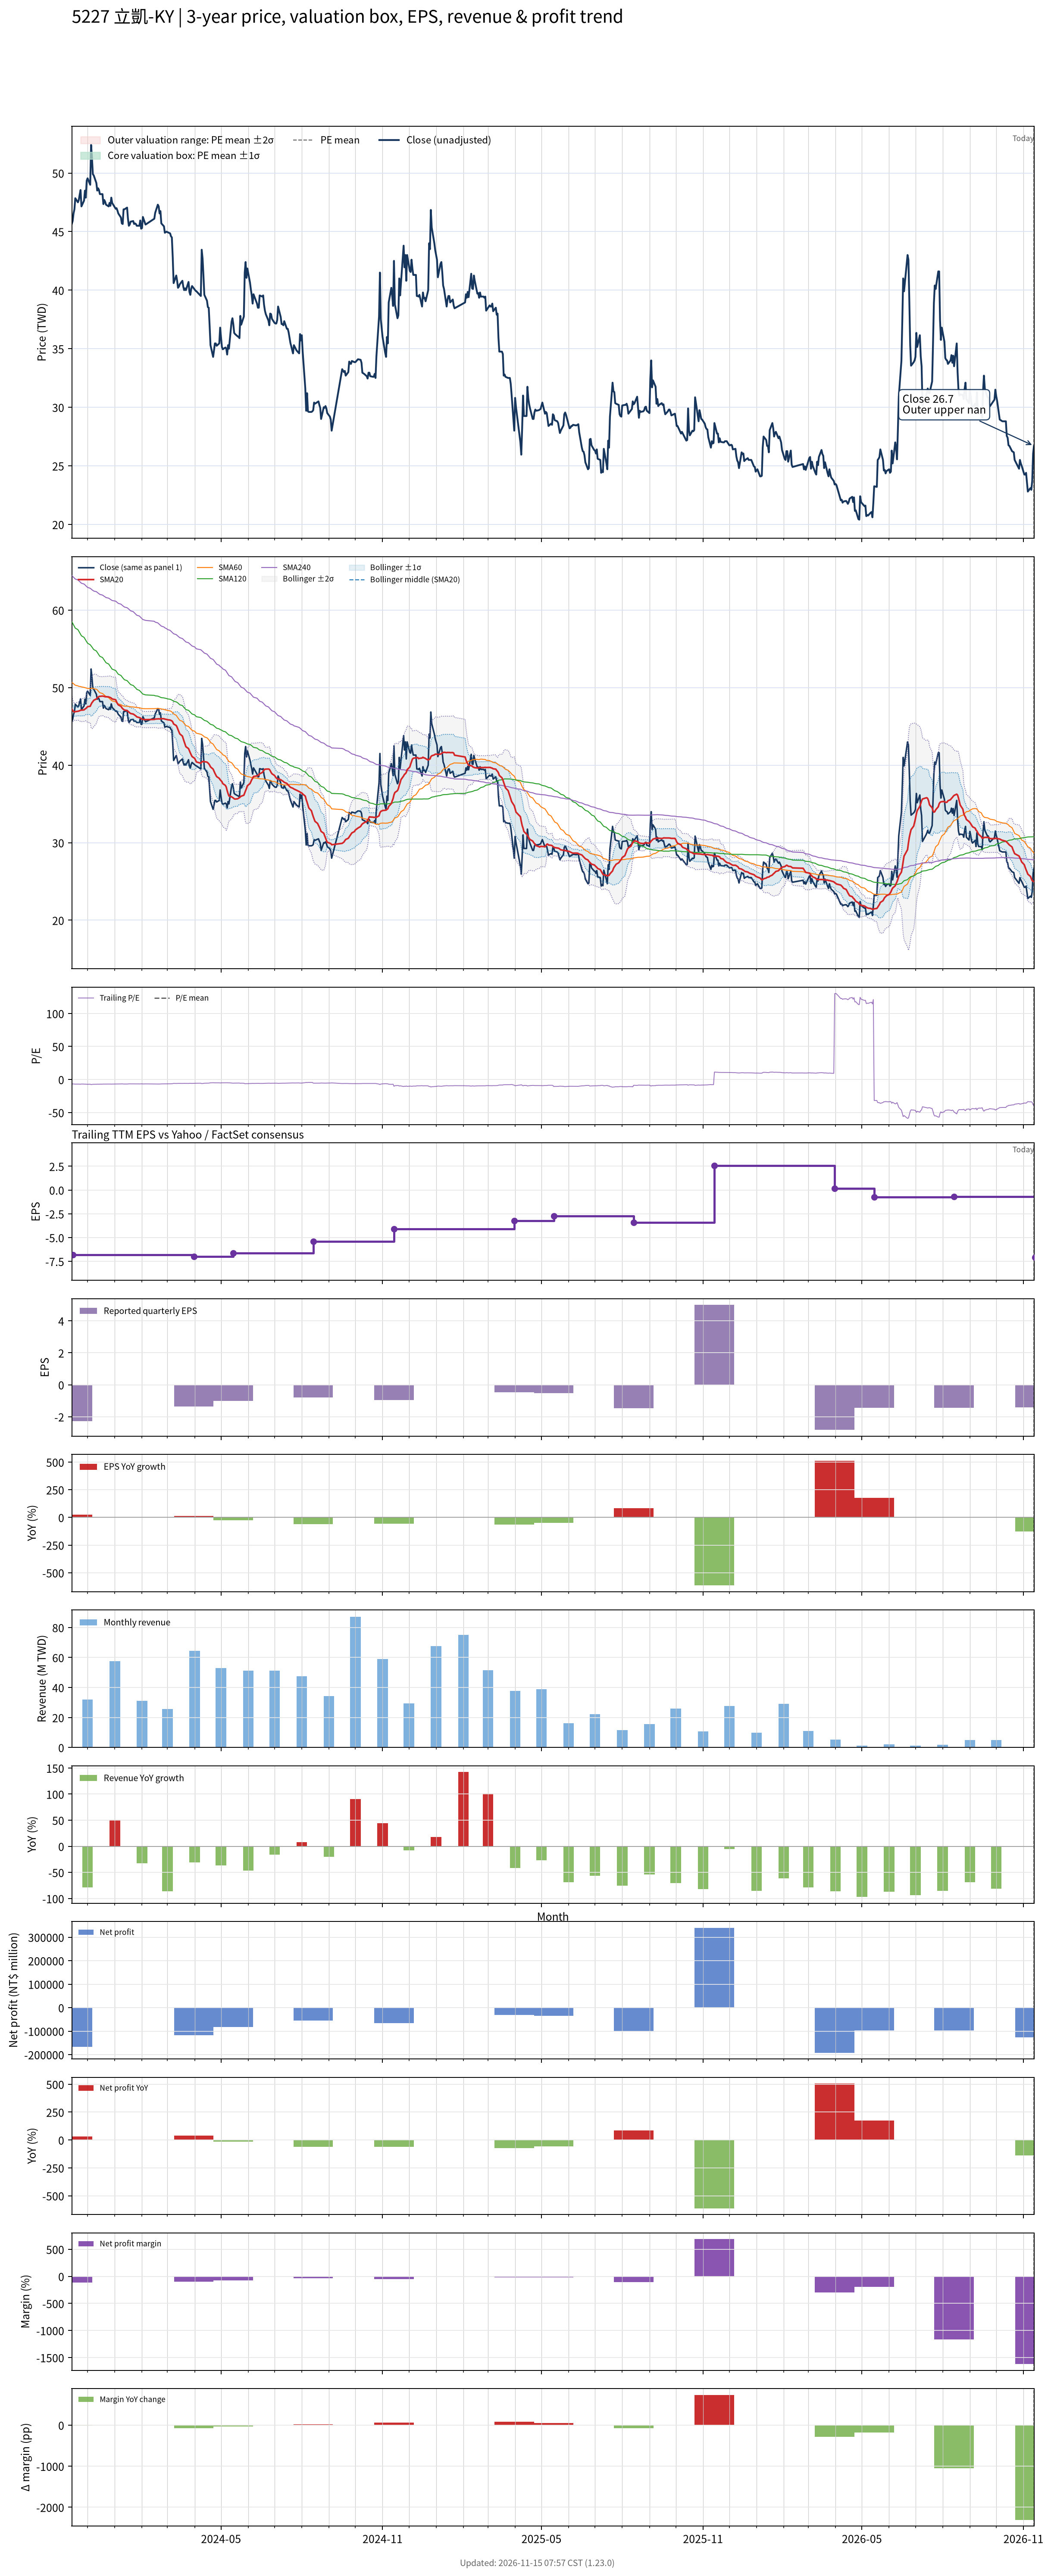 5227 立凱-KY | 3-year price, valuation box, EPS, revenue & profit trend
Outer valuation range: PE mean ±2σ
Core valuation box: PE mean ±1σ
PE mean
Close (unadjusted)
Today
Price (TWD)
50
45
40
35
30
25
20
Close 26.7
Outer upper nan
Close (same as panel 1)
SMA20
SMA60
SMA120
SMA240
Bollinger ±2σ
Bollinger ±1σ
Bollinger middle (SMA20)
Price
60
50
40
30
20
Trailing P/E
P/E mean
P/E
100
50
0
-50
Trailing TTM EPS vs Yahoo / FactSet consensus
Today
EPS
2.5
0.0
-2.5
-5.0
-7.5
Reported quarterly EPS
EPS
4
2
0
-2
EPS YoY growth
YoY (%)
500
250
0
-250
-500
Monthly revenue
Revenue (M TWD)
80
60
40
20
0
Revenue YoY growth
YoY (%)
150
100
50
0
-50
-100
Month
Net profit
Net profit (NT$ million)
300000
200000
100000
0
-100000
-200000
Net profit YoY
YoY (%)
500
250
0
-250
-500
Net profit margin
Margin (%)
500
0
-500
-1000
-1500
Margin YoY change
Δ margin (pp)
0
-1000
-2000
2024-05
2024-11
2025-05
2025-11
2026-05
2026-11
Updated: 2026-11-15 07:57 CST (1.23.0)